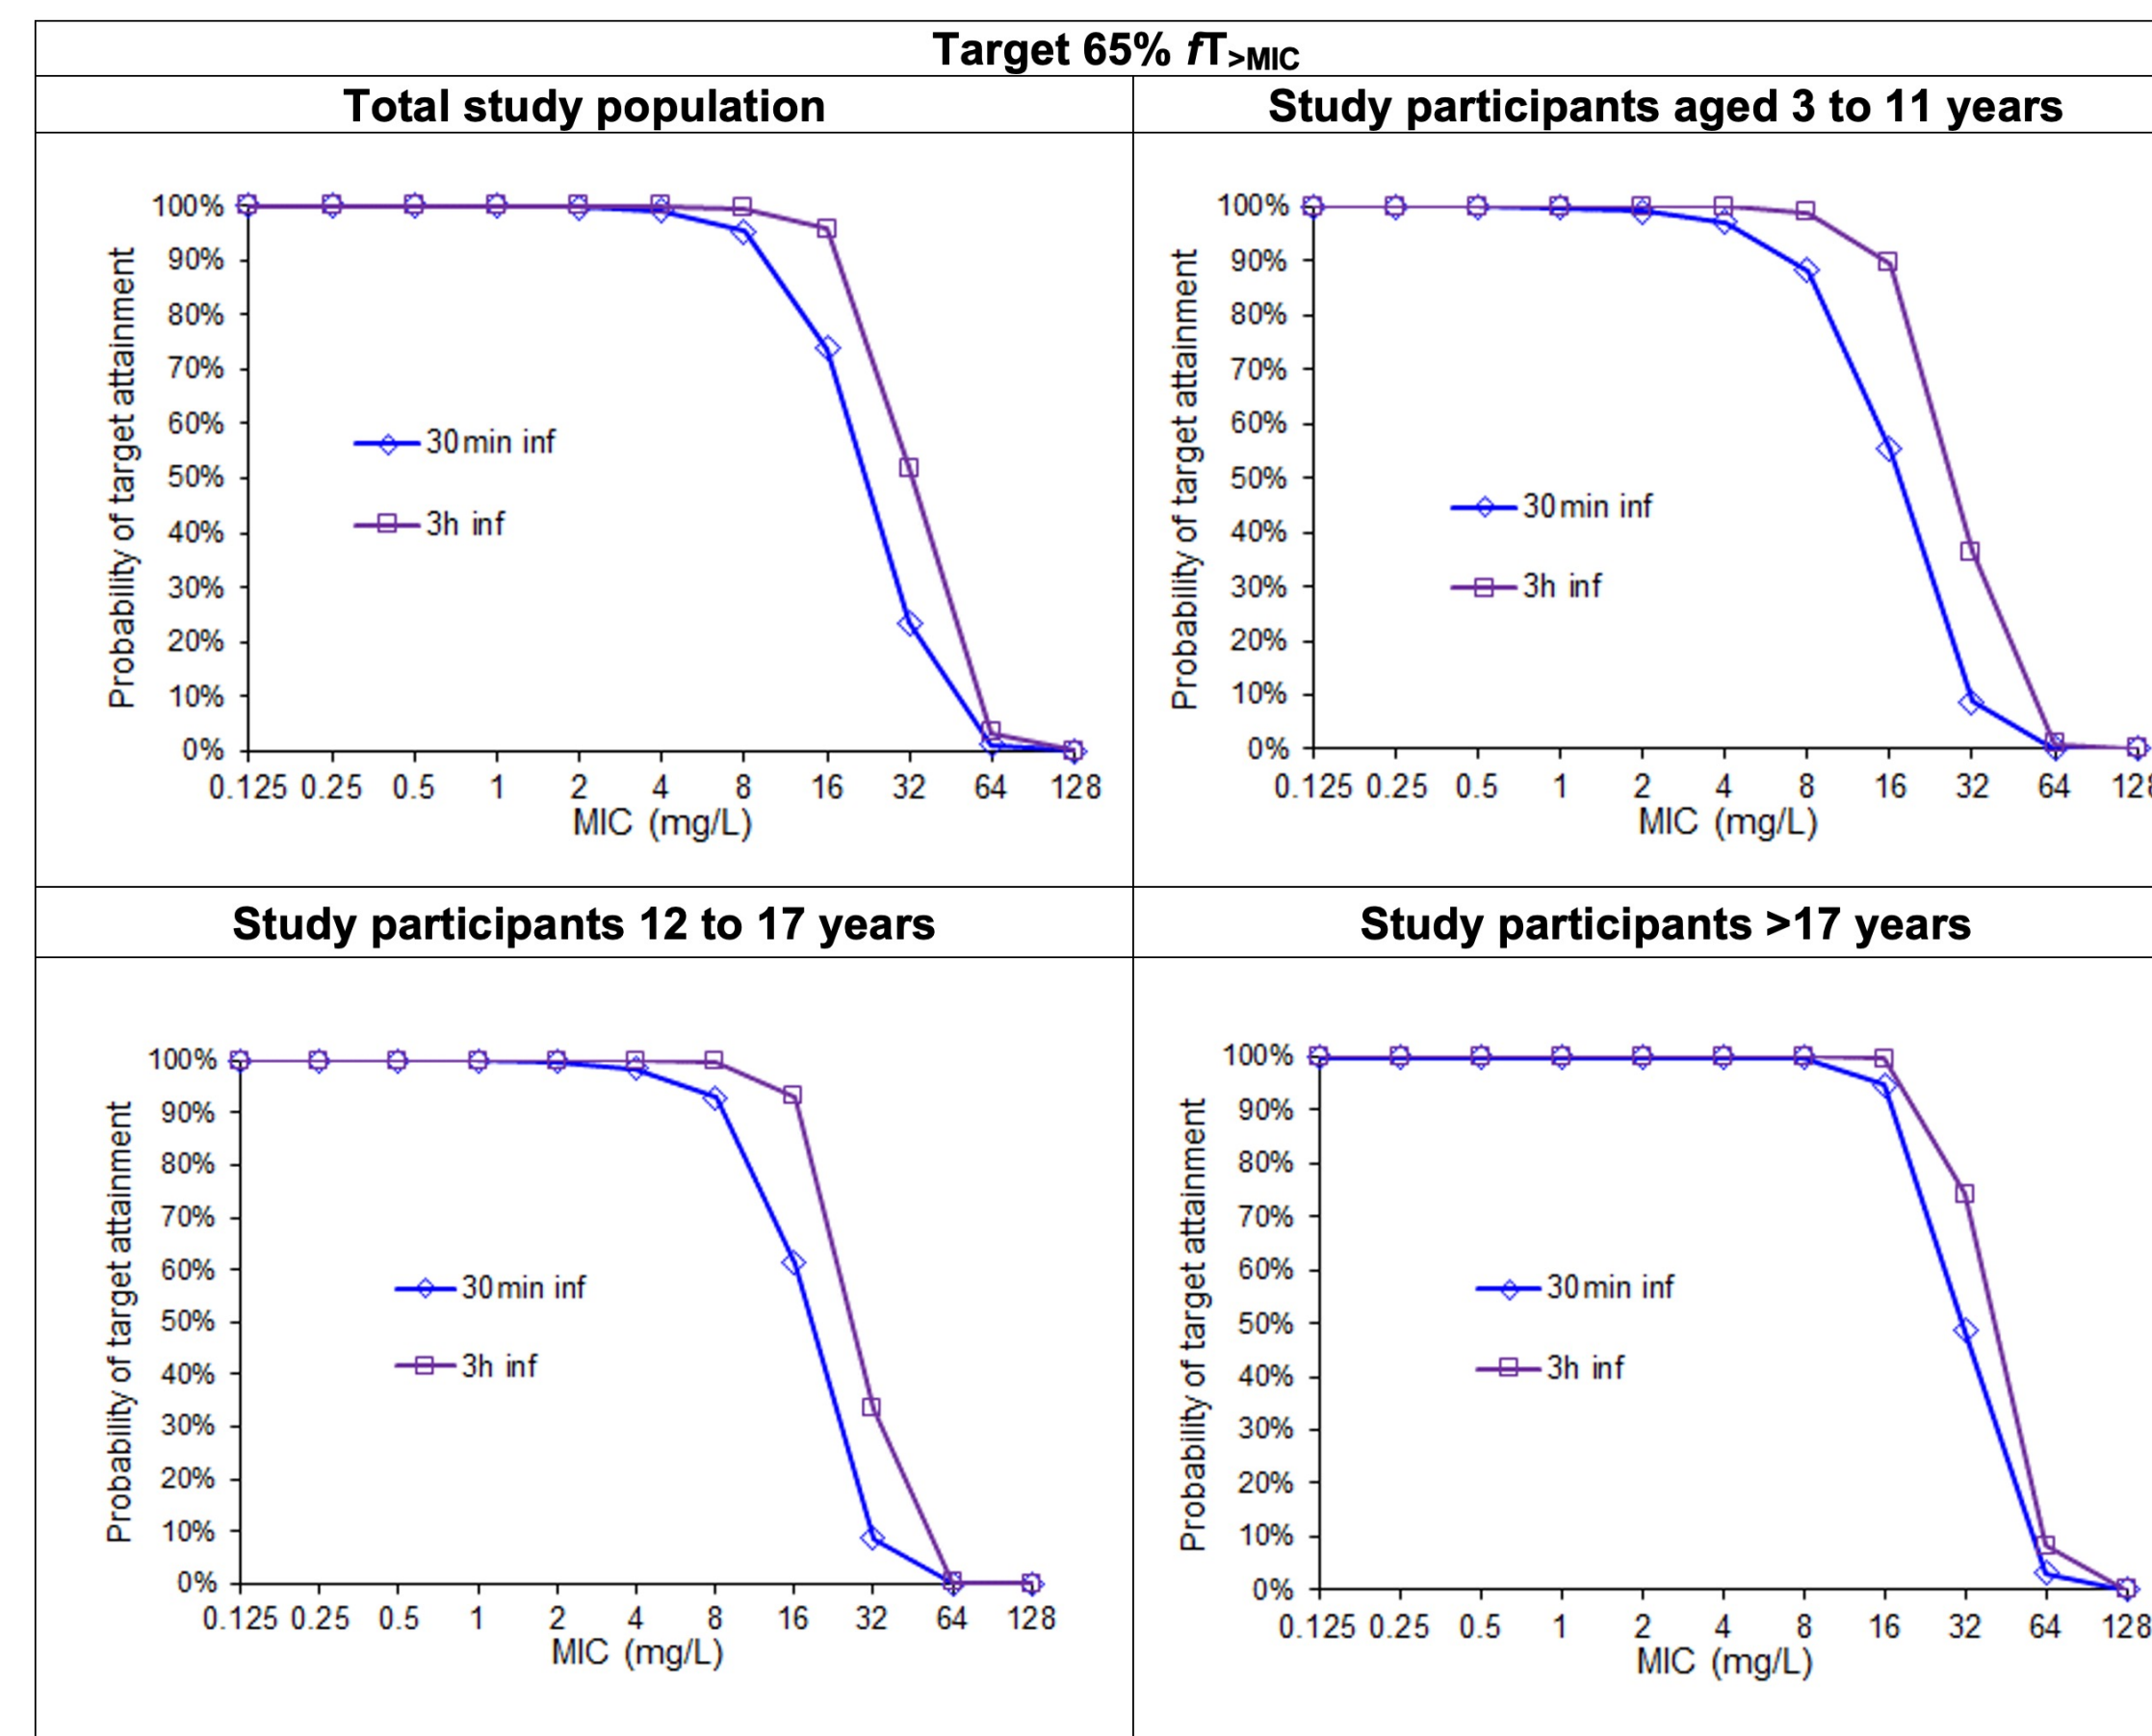 Target 65% fT>MIC
Total study population
Study participants aged 3 to 11 years
Probability of target attainment
100%
90%
80%
70%
60%
50%
40%
30%
20%
10%
0%
30min inf
3h inf
0.125 0.25 0.5 1 2 4 8 16 32 64 128
MIC (mg/L)
Probability of target attainment
100%
90%
80%
70%
60%
50%
40%
30%
20%
10%
0%
30min inf
3h inf
0.125 0.25 0.5 1 2 4 8 16 32 64 12
MIC (mg/L)
Study participants 12 to 17 years
Study participants >17 years
Probability of target attainment
100%
90%
80%
70%
60%
50%
40%
30%
20%
10%
0%
30min inf
3h inf
0.125 0.25 0.5 1 2 4 8 16 32 64 128
MIC (mg/L)
Probability of target attainment
100%
90%
80%
70%
60%
50%
40%
30%
20%
10%
0%
30min inf
3h inf
0.125 0.25 0.5 1 2 4 8 16 32 64 128
MIC (mg/L)